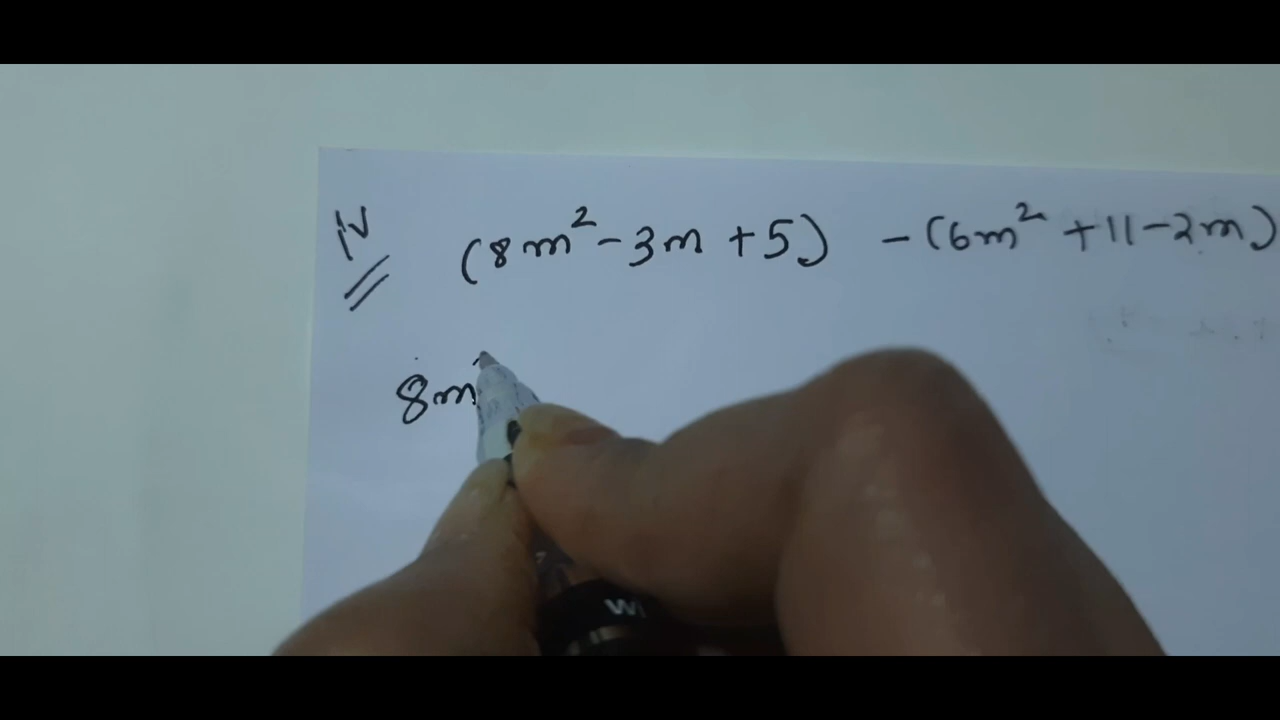 iv (8m² - 3m + 5) - (6m² + 11 - 2m)
8m